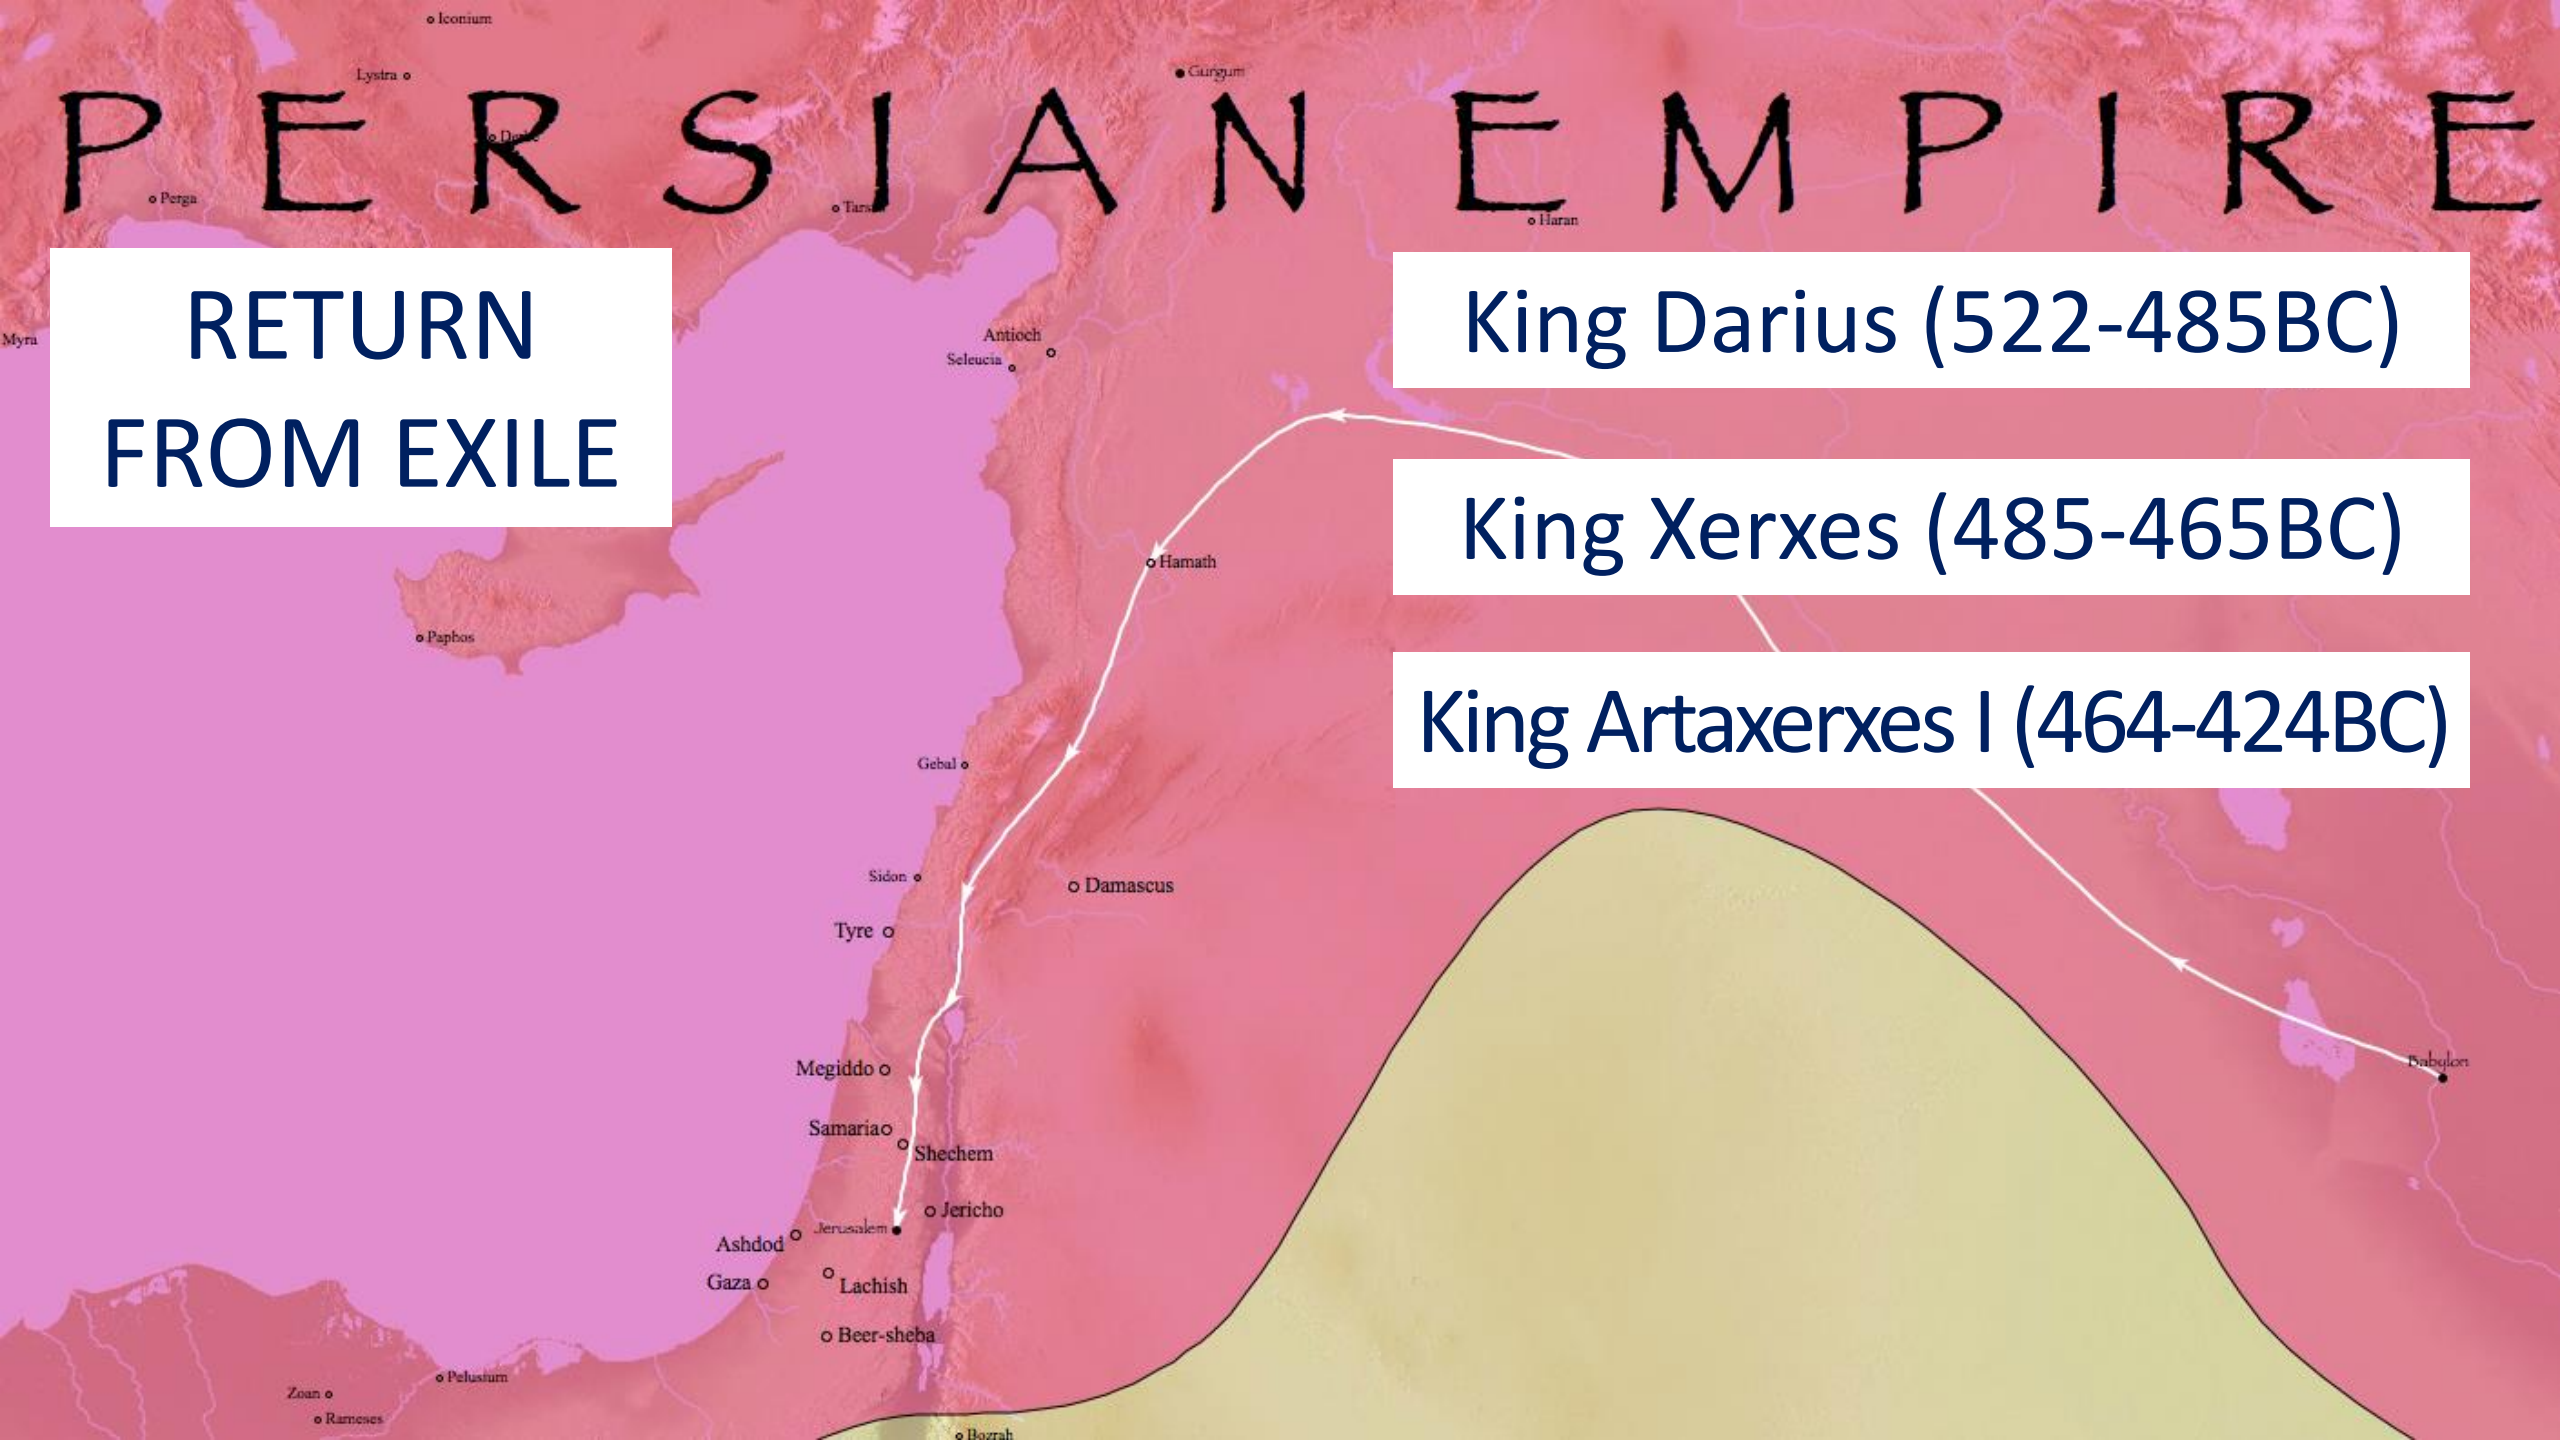 Iconium
Lystra
Gurgum
PERSIAN EMPIRE
Perga
Haran
RETURN
FROM EXILE
King Darius (522-485BC)
Myra
Antioch
Seleucia
King Xerxes (485-465BC)
Hamath
Paphos
King Artaxerxes I (464-424BC)
Gebal
Sidon
Damascus
Tyre
Babylon
Megiddo
Samaria
Shechem
Jericho
Jerusalem
Ashdod
Gaza
Lachish
Beer-sheba
Pelusium
Zoan
Rameses
Bozrah